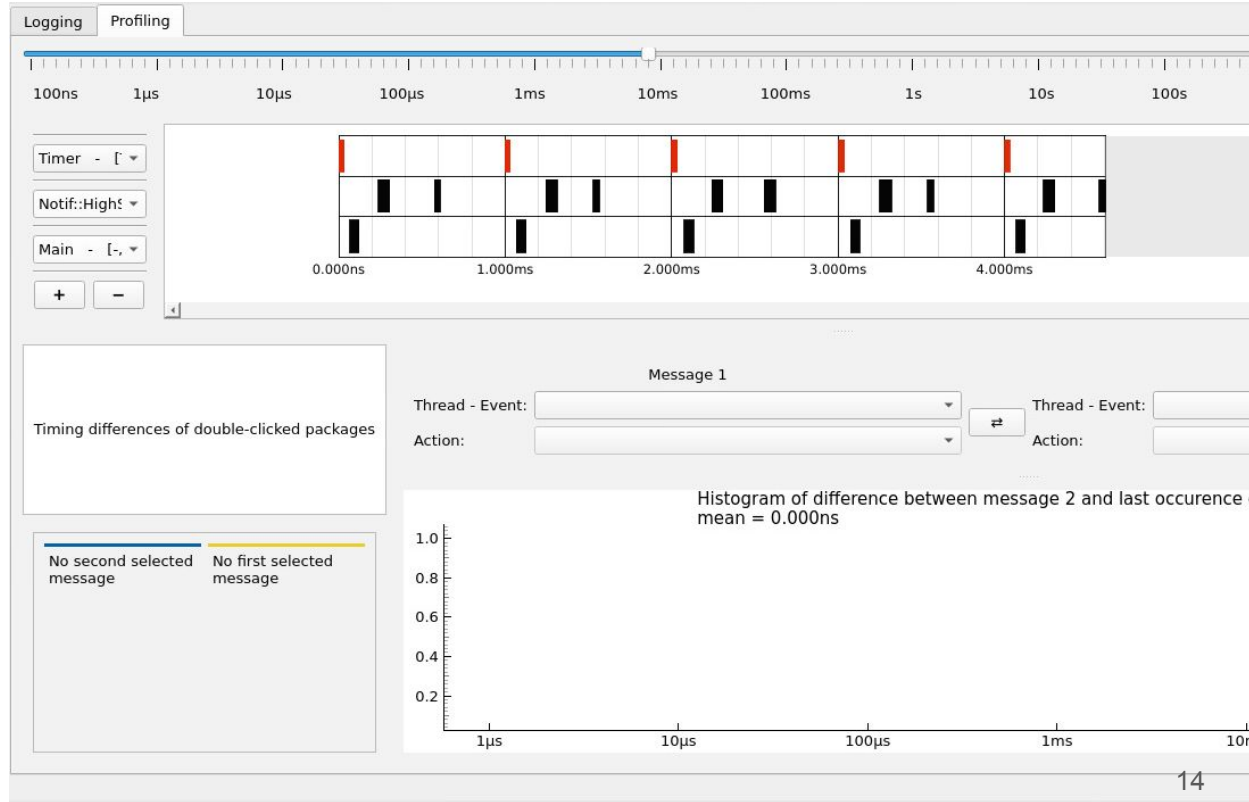 Logging Profiling
100ns 1µs 10µs 100µs 1ms 10ms 100ms 1s 10s 100s
Timer - [
Notif::High
Main - [-,
+ −
0.000ns 1.000ms 2.000ms 3.000ms 4.000ms
Message 1
Thread - Event: Thread - Event:
Timing differences of double-clicked packages
⇄
Action: Action:
Histogram of difference between message 2 and last occurence
mean = 0.000ns
1.0
0.8
0.6
0.4
0.2
1µs 10µs 100µs 1ms
No second selected
message
No first selected
message
14